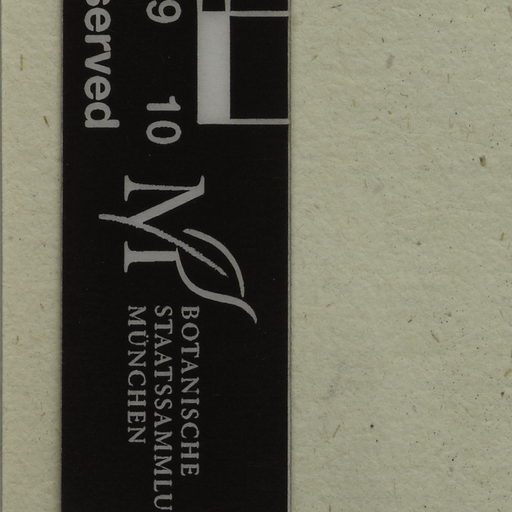 served
9 10
BOTANISCHE
STAATSSAMMLU
MÜNCHEN